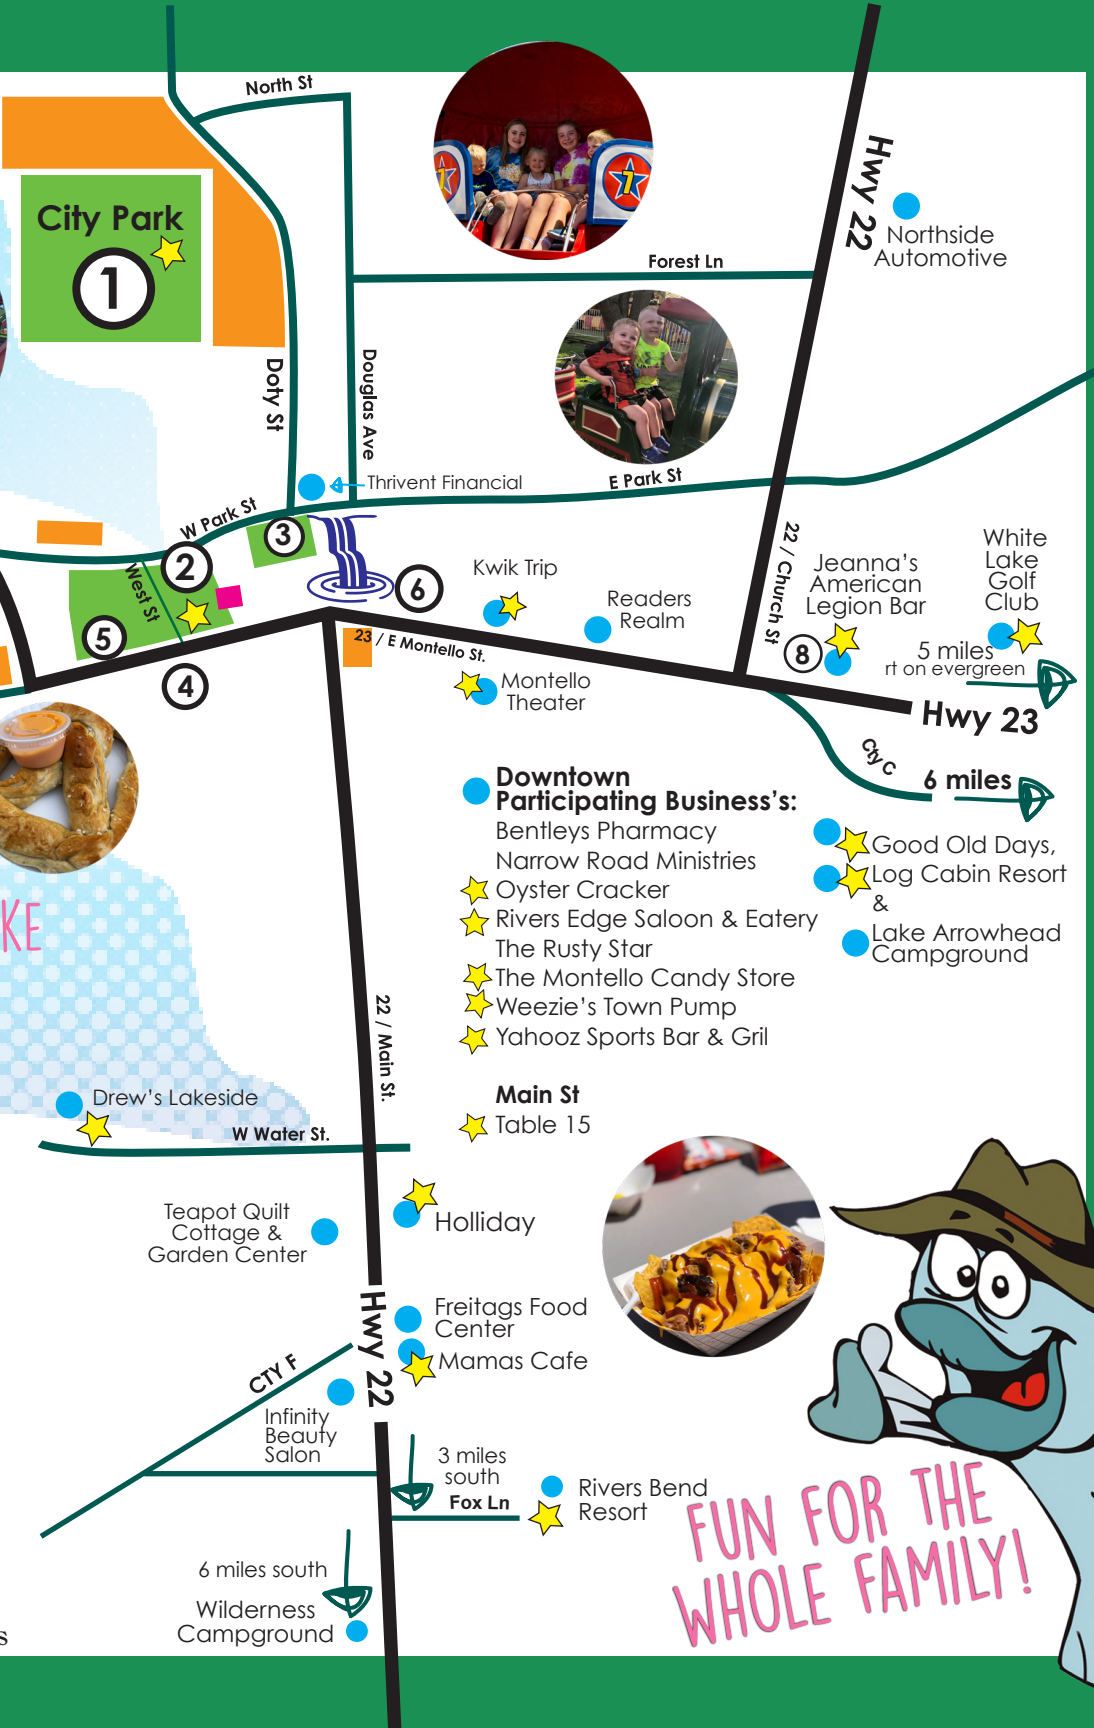 North St
City Park
1
Hwy 22
Northside
Automotive
Forest Ln
Doty St
Douglas Ave
Thrivent Financial
E Park St
W Park St
3
2
West St
5
4
6
Kwik Trip
Readers
Realm
23 / E Montello St.
22 / Church St
Jeanna's
American
Legion Bar
8
White
Lake
Golf
Club
5 miles
rt on evergreen
Montello
Theater
Hwy 23
Cty C
6 miles
Downtown
Participating Business's:
Bentleys Pharmacy
Narrow Road Ministries
Oyster Cracker
Rivers Edge Saloon & Eatery
The Rusty Star
The Montello Candy Store
Weezie's Town Pump
Yahooz Sports Bar & Gril
Main St
Table 15
Good Old Days,
Log Cabin Resort
&
Lake Arrowhead
Campground
KE
22 / Main St.
Drew's Lakeside
W Water St.
Teapot Quilt
Cottage &
Garden Center
Holliday
Hwy 22
Freitags Food
Center
Mamas Cafe
CTY F
Infinity
Beauty
Salon
3 miles
south
Fox Ln
Rivers Bend
Resort
6 miles south
Wilderness
Campground
s
FUN FOR THE
WHOLE FAMILY!